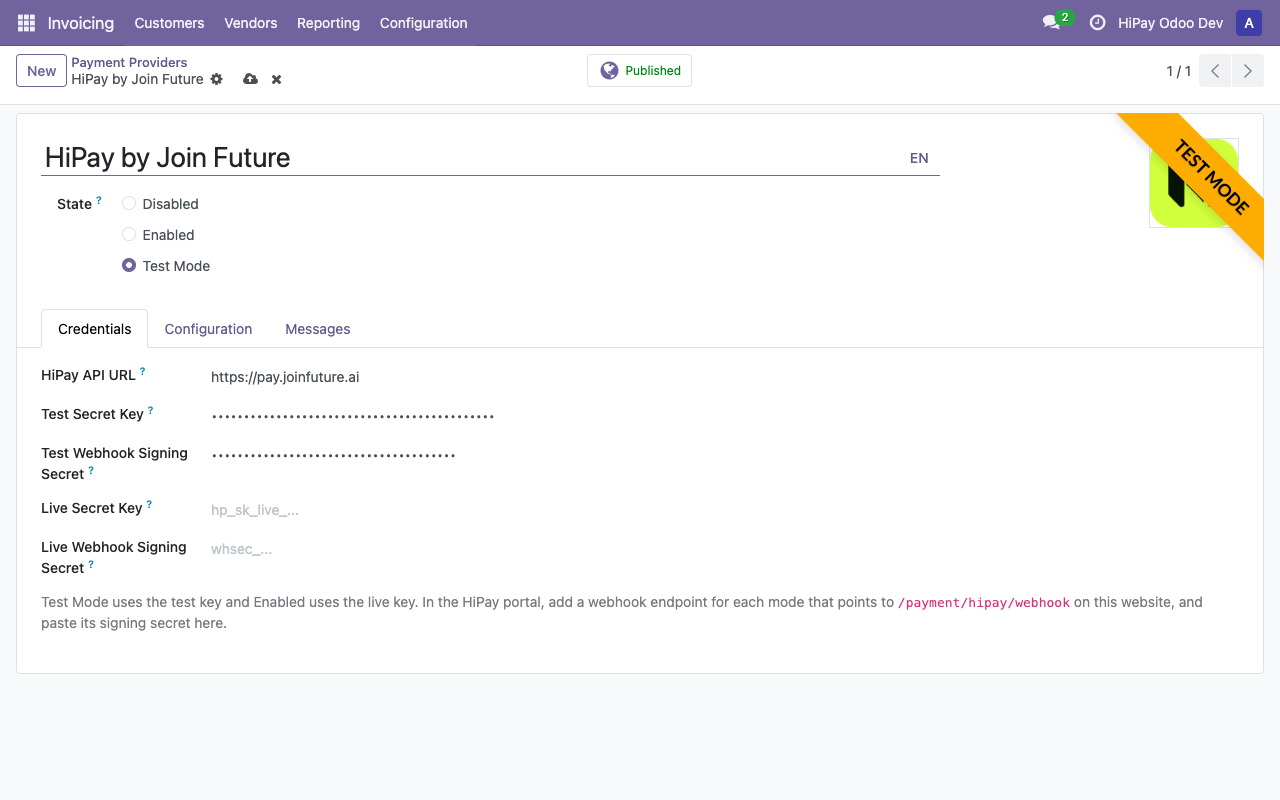 Invoicing Customers Vendors Reporting Configuration 2 HiPay Odoo Dev A
New
Payment Providers
HiPay by Join Future
Published
1 / 1
HiPay by Join Future
EN
TEST MODE
State ?
Disabled
Enabled
Test Mode
Credentials Configuration Messages
HiPay API URL ? https://pay.joinfuture.ai
Test Secret Key ? ••••••••••••••••••••••••••••••••••••••••••••
Test Webhook Signing
Secret ? ••••••••••••••••••••••••••••••••••••••
Live Secret Key ? hp_sk_live_...
Live Webhook Signing
Secret ? whsec_...
Test Mode uses the test key and Enabled uses the live key. In the HiPay portal, add a webhook endpoint for each mode that points to /payment/hipay/webhook on this website, and
paste its signing secret here.